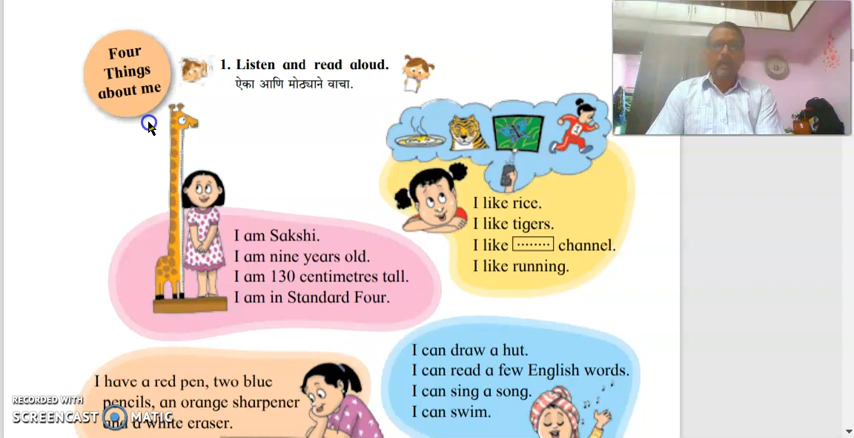 Four
Things
about me
1. Listen and read aloud.
ऐका आणि मोठ्याने वाचा.
I am Sakshi.
I am nine years old.
I am 130 centimetres tall.
I am in Standard Four.
I like rice.
I like tigers.
I like ........ channel.
I like running.
I have a red pen, two blue
pencils, an orange sharpener
and a white eraser.
I can draw a hut.
I can read a few English words.
I can sing a song.
I can swim.
RECORDED WITH
SCREENCAST MATIC